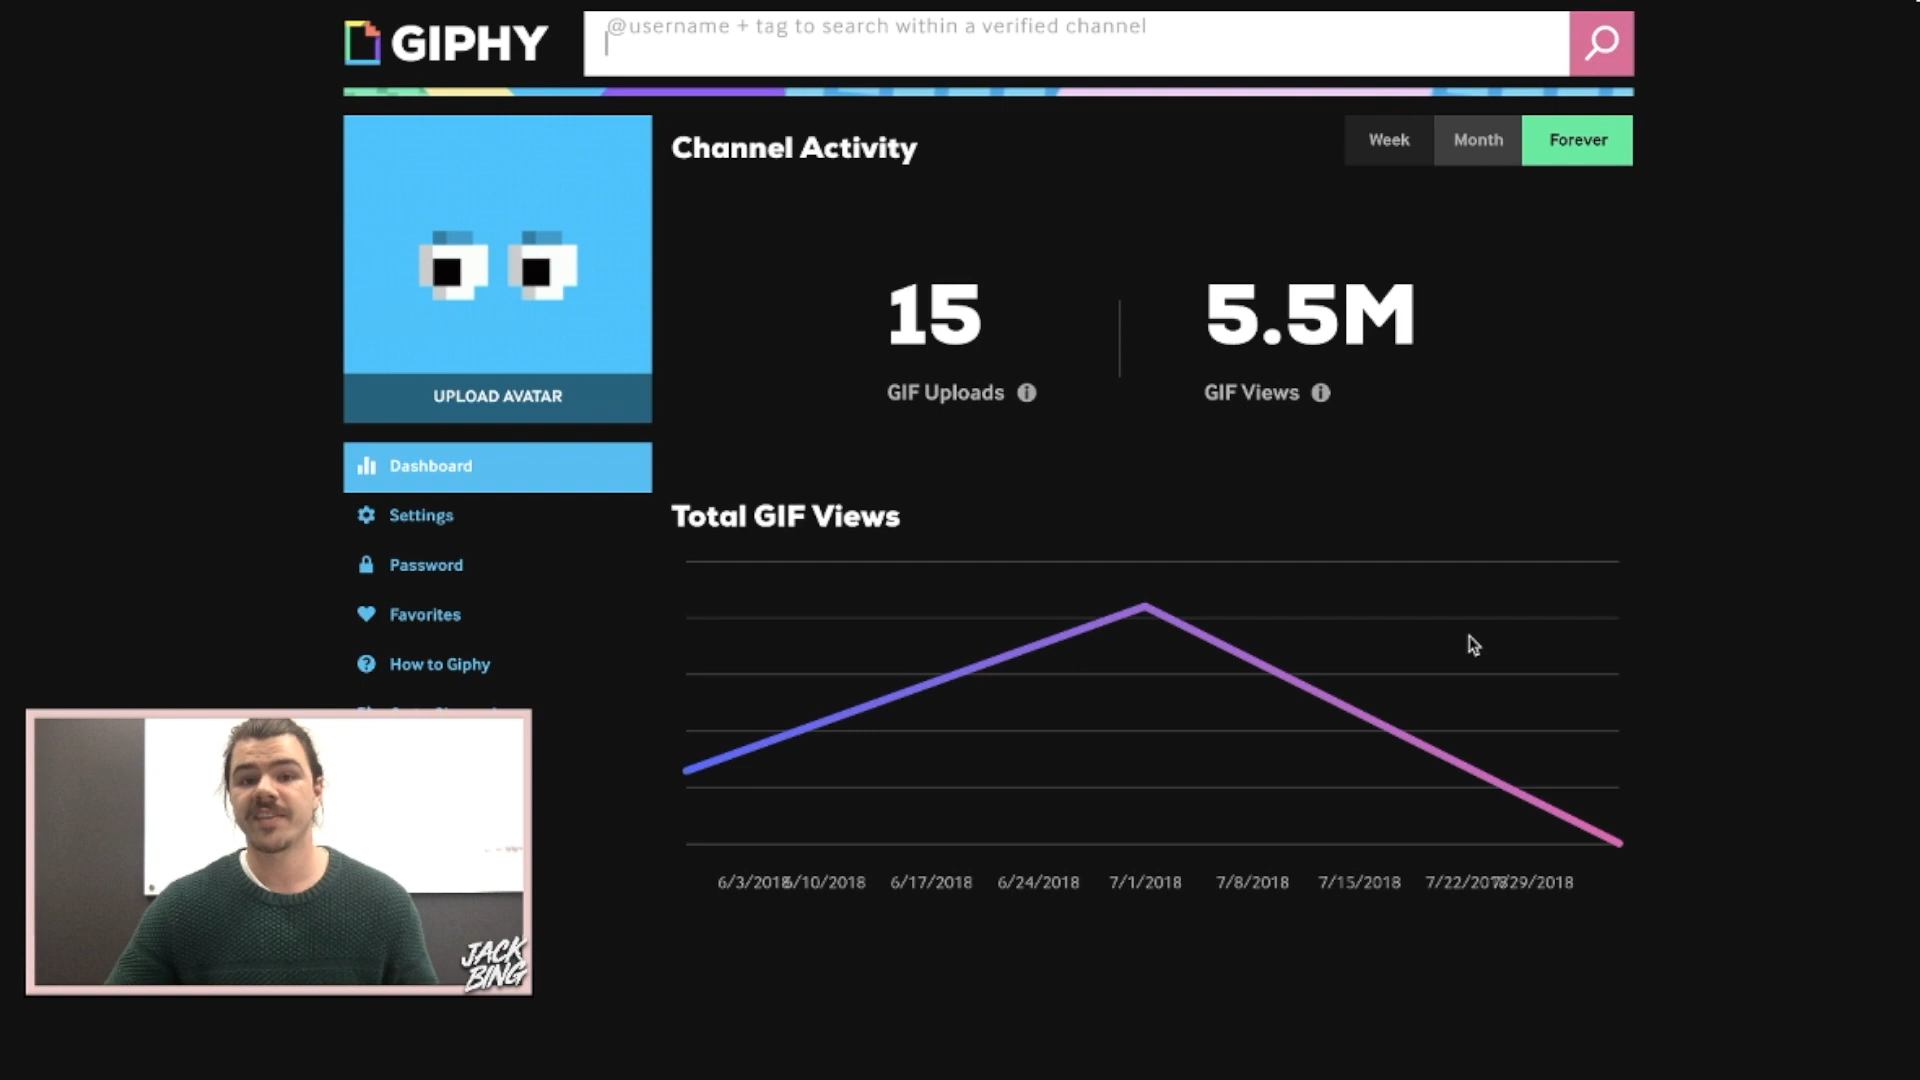 GIPHY
@username + tag to search within a verified channel
Channel Activity
Week Month Forever
15
GIF Uploads
5.5M
GIF Views
UPLOAD AVATAR
Dashboard
Settings
Password
Favorites
How to Giphy
Total GIF Views
6/3/2018 6/10/2018 6/17/2018 6/24/2018 7/1/2018 7/8/2018 7/15/2018 7/22/2018 7/29/2018
JACK
BING